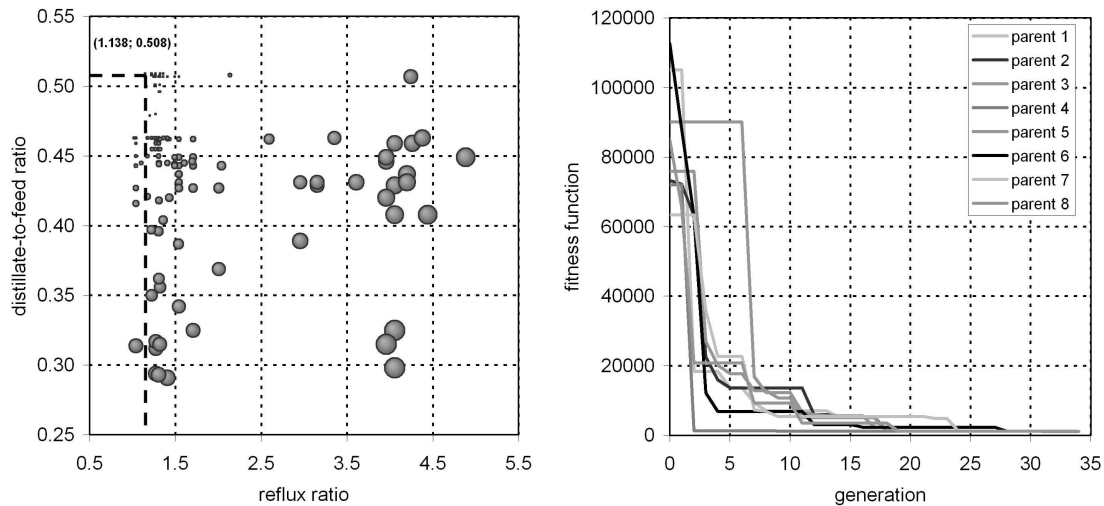 0.55
0.50
0.45
0.40
0.35
0.30
0.25
distillate-to-feed ratio
(1.138; 0.508)
0.5 1.5 2.5 3.5 4.5 5.5
reflux ratio
120000
100000
80000
60000
40000
20000
0
fitness function
parent 1
parent 2
parent 3
parent 4
parent 5
parent 6
parent 7
parent 8
0 5 10 15 20 25 30 35
generation